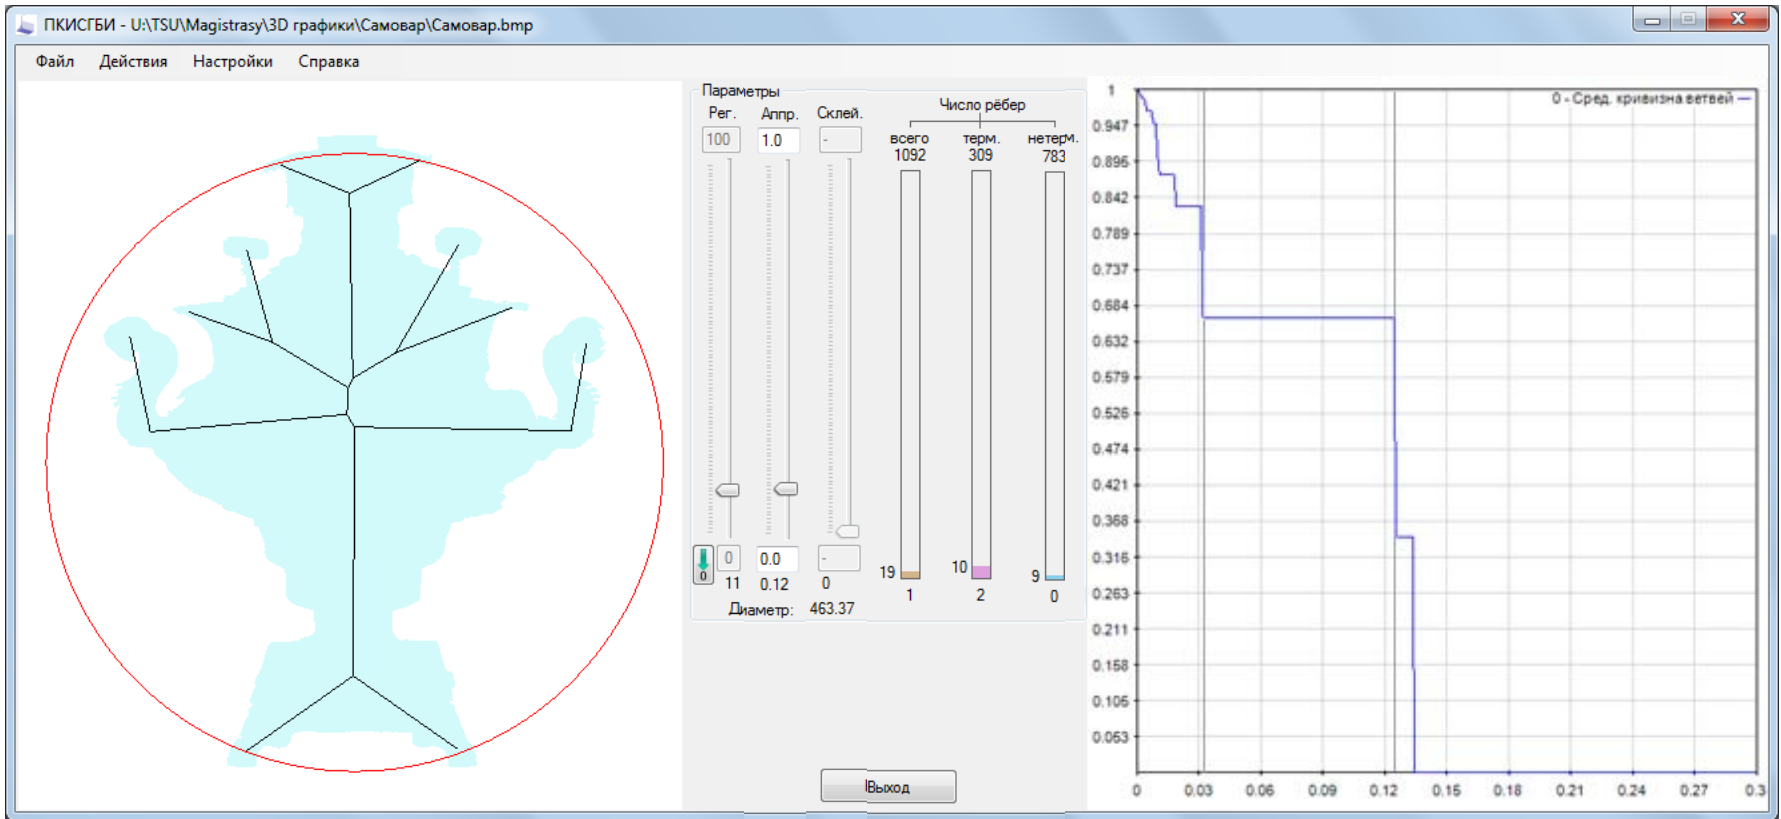 ПКИСГБИ - U:\TSU\Magistrasy\3D графики\Самовар\Самовар.bmp
Файл Действия Настройки Справка
Параметры
Рег. Аппр. Склей.
100 1.0 -
Число рёбер
всего терм. нетерм.
1092 309 783
0 0.0 -
0
11 0.12 0
19 10 9
1 2 0
Диаметр: 463.37
Выход
0 - Сред. кривизна ветвей
1
0.947
0.895
0.842
0.789
0.737
0.684
0.632
0.579
0.526
0.474
0.421
0.368
0.316
0.263
0.211
0.158
0.105
0.053
0 0.03 0.06 0.09 0.12 0.15 0.18 0.21 0.24 0.27 0.3